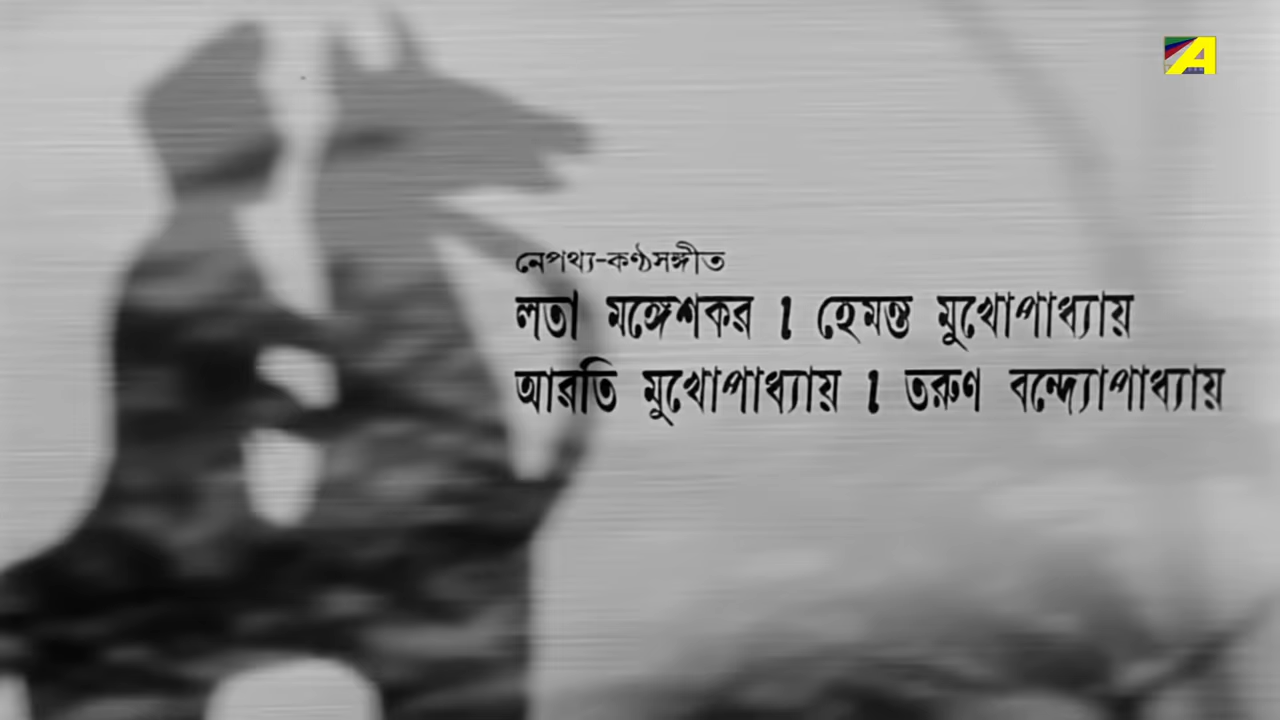 A
নেপথ্য-কণ্ঠসঙ্গীত
লতা মঙ্গেশকর । হেমন্ত মুখোপাধ্যায়
আরতি মুখোপাধ্যায় । তরুণ বন্দ্যোপাধ্যায়